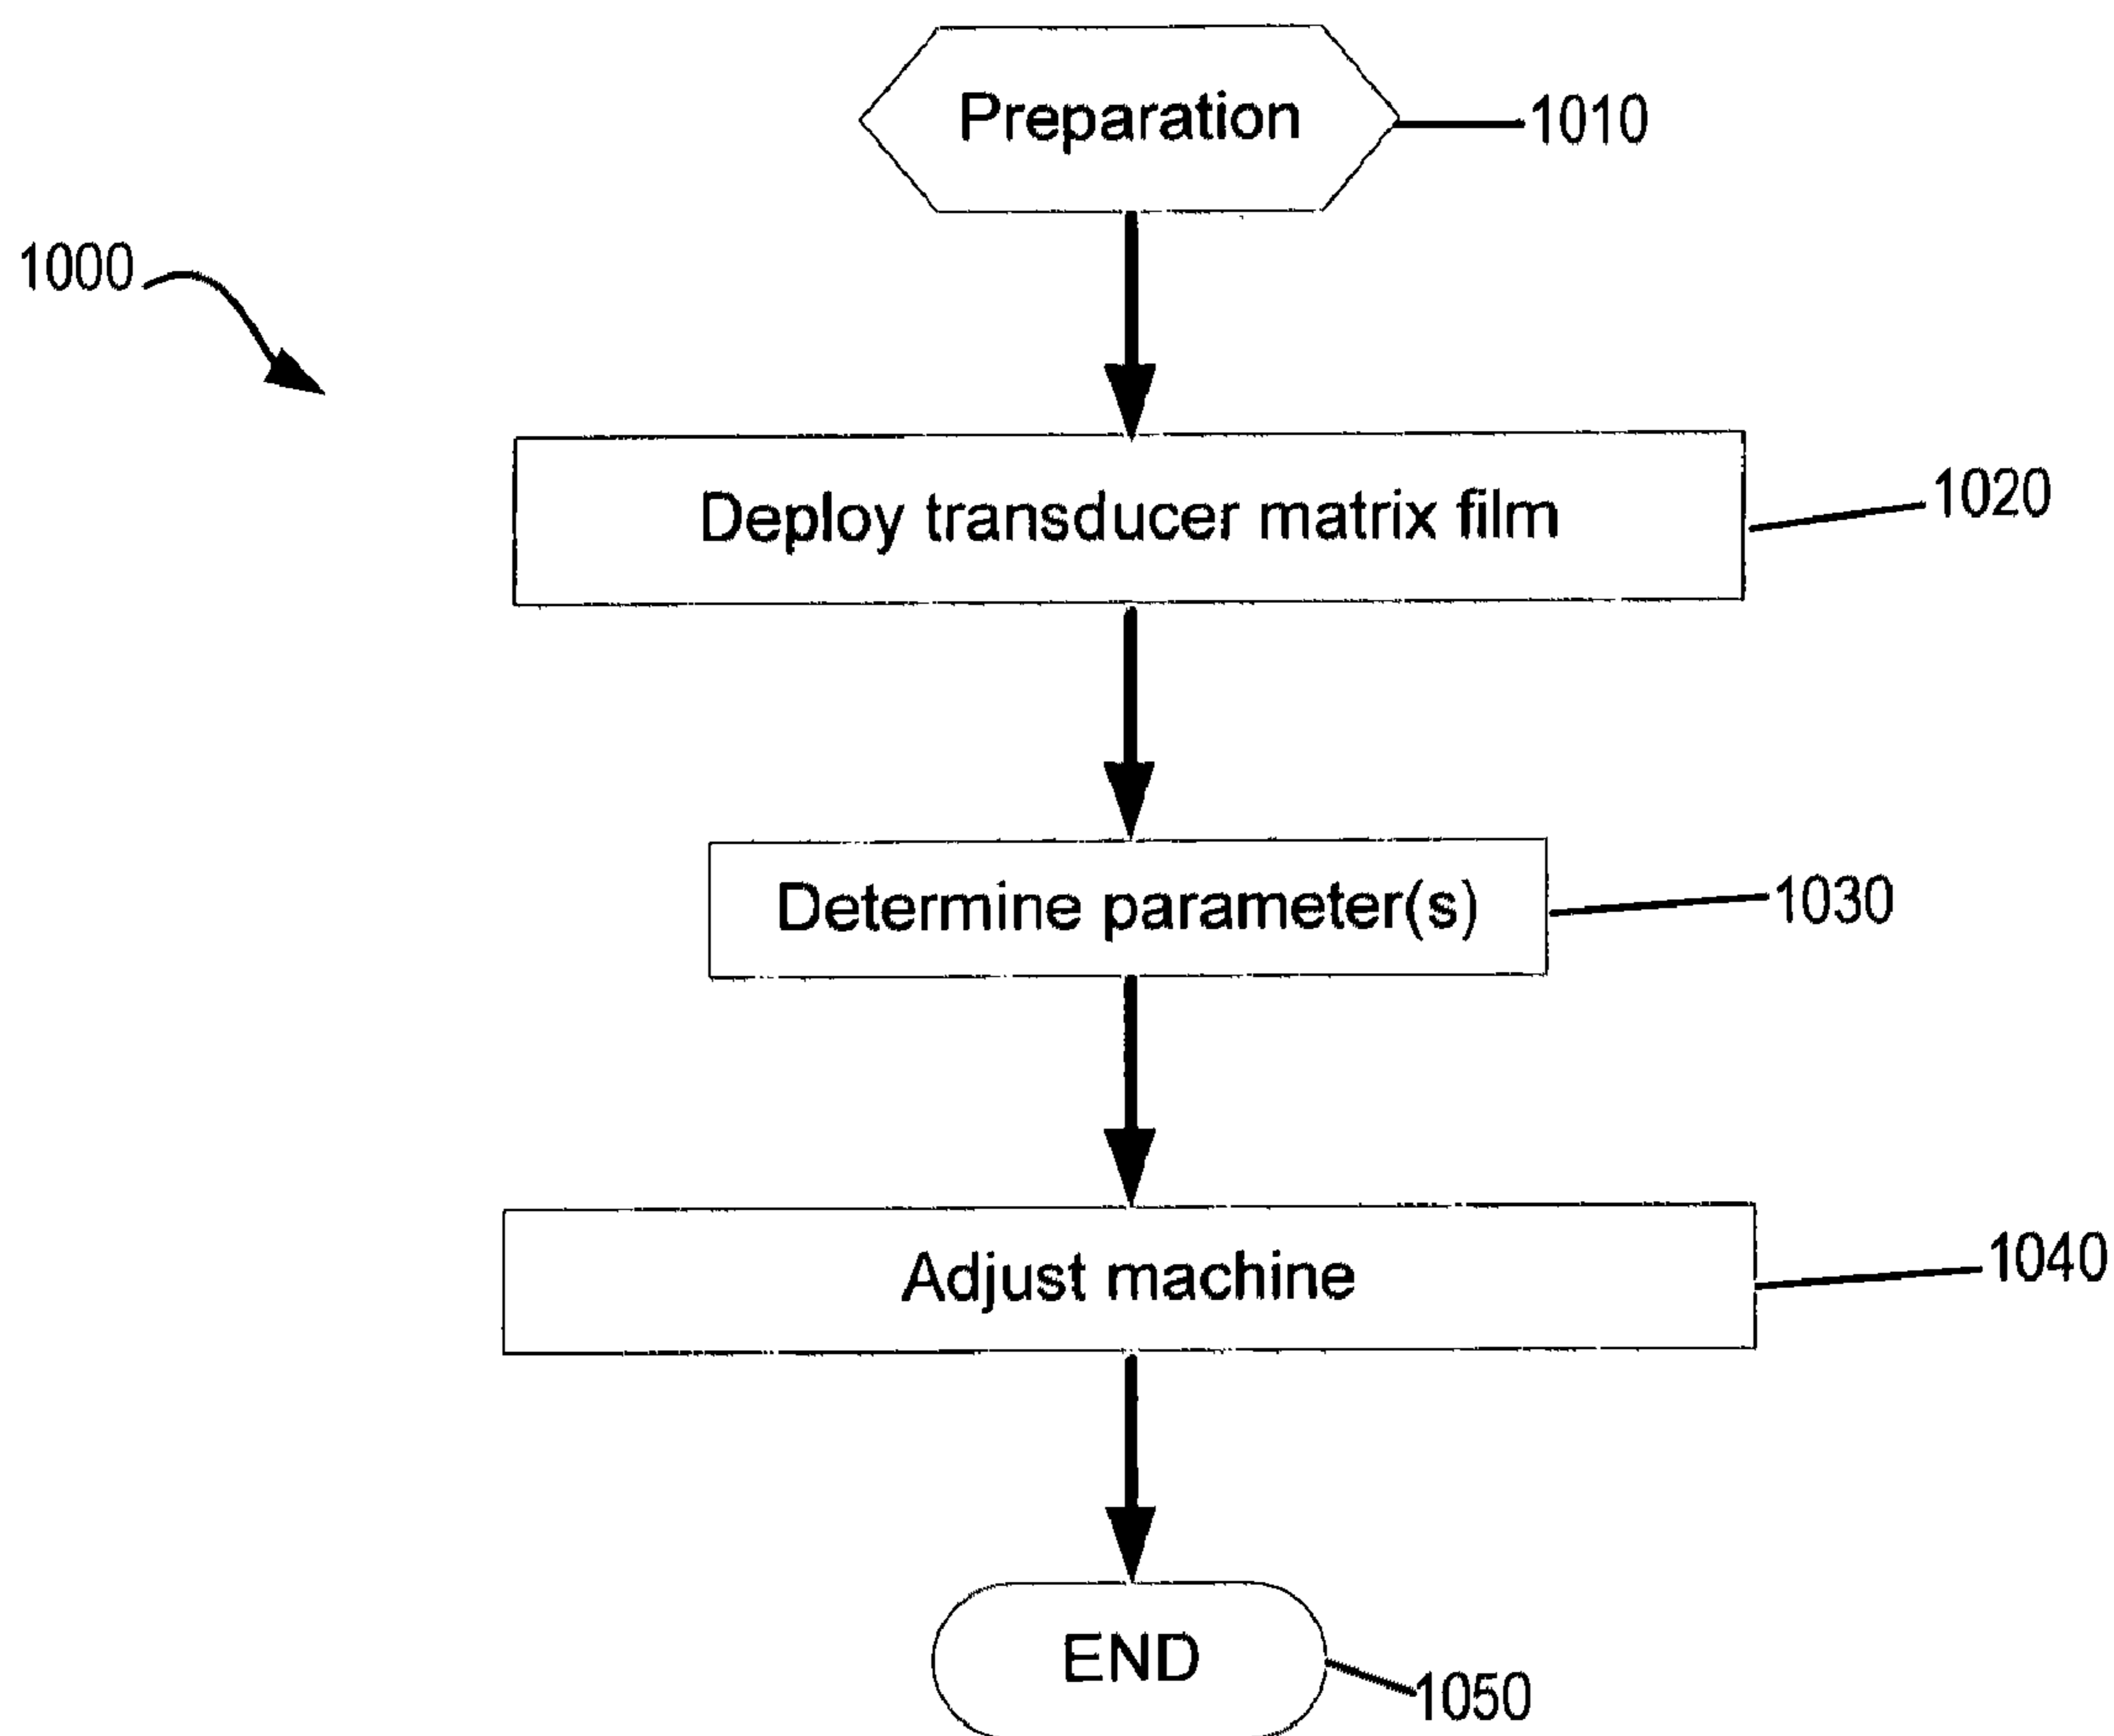 Preparation
1010
1000
Deploy transducer matrix film
1020
Determine parameter(s)
1030
Adjust machine
1040
END
1050